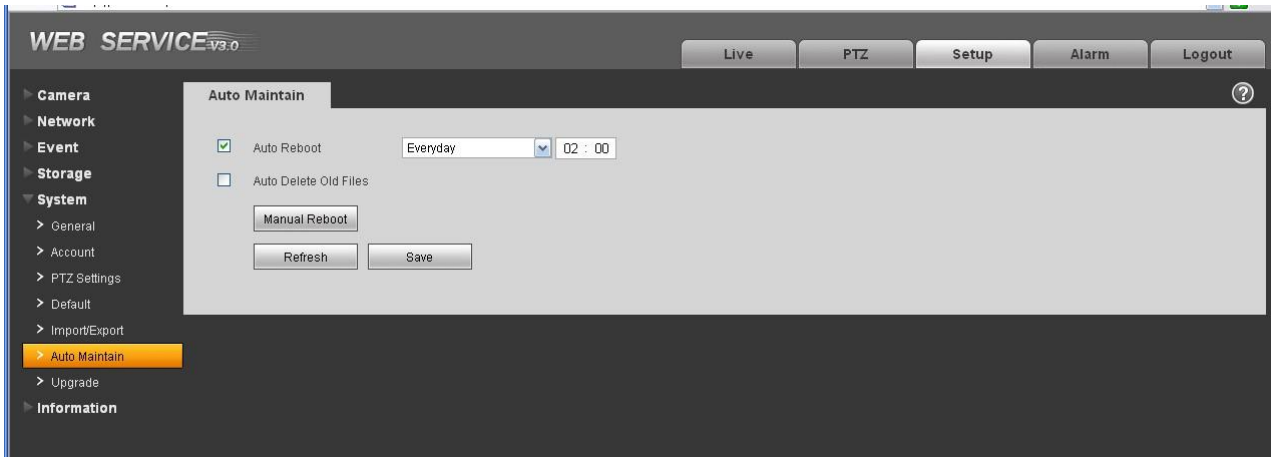 WEB SERVICE V3.0
Live
PTZ
Setup
Alarm
Logout
Camera
Network
Event
Storage
System
General
Account
PTZ Settings
Default
Import/Export
Auto Maintain
Upgrade
Information
Auto Maintain
?
Auto Reboot
Everyday
02 : 00
Auto Delete Old Files
Manual Reboot
Refresh
Save